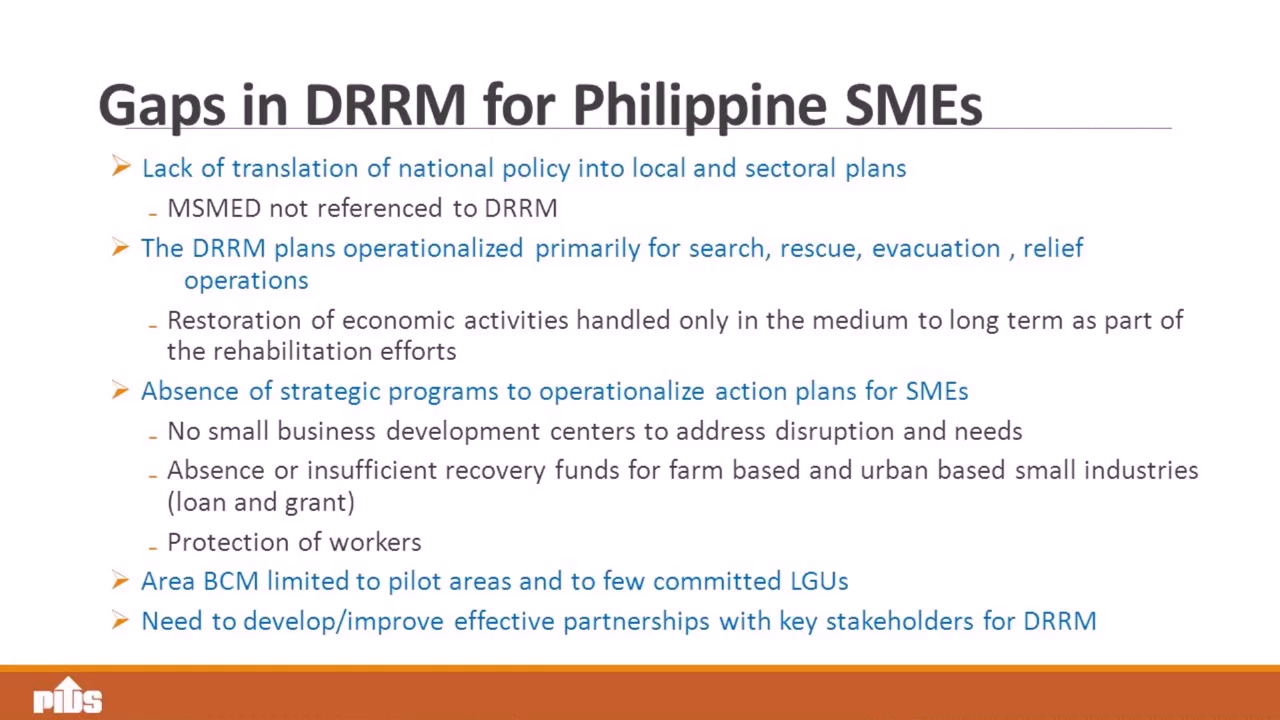 Gaps in DRRM for Philippine SMEs
Lack of translation of national policy into local and sectoral plans
- MSMED not referenced to DRRM
The DRRM plans operationalized primarily for search, rescue, evacuation , relief
operations
- Restoration of economic activities handled only in the medium to long term as part of
the rehabilitation efforts
Absence of strategic programs to operationalize action plans for SMEs
- No small business development centers to address disruption and needs
- Absence or insufficient recovery funds for farm based and urban based small industries
(loan and grant)
- Protection of workers
Area BCM limited to pilot areas and to few committed LGUs
Need to develop/improve effective partnerships with key stakeholders for DRRM
PIDS